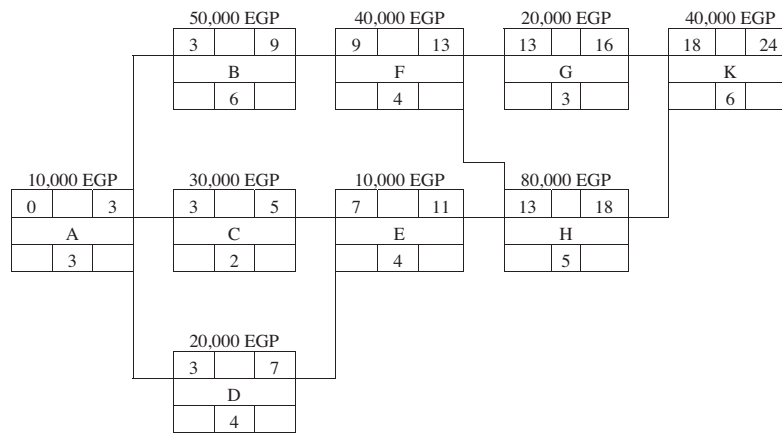 50,000 EGP 40,000 EGP 20,000 EGP 40,000 EGP
3 9 9 13 13 16 18 24
B F G K
6 4 3 6
10,000 EGP 30,000 EGP 10,000 EGP 80,000 EGP
0 3 3 5 7 11 13 18
A C E H
3 2 4 5
20,000 EGP
3 7
D
4